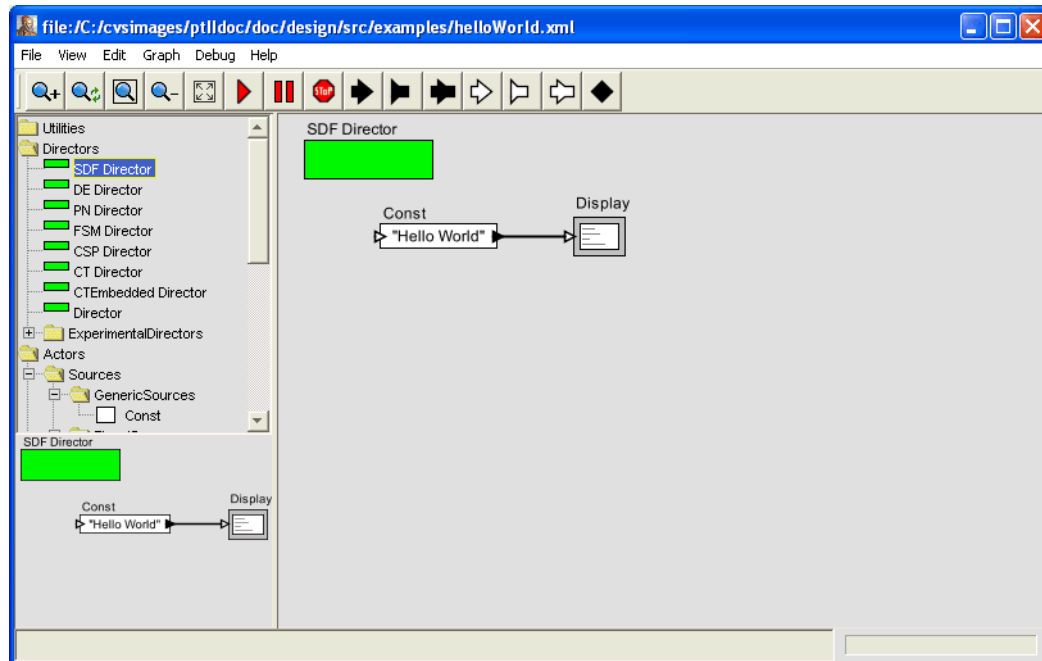 file:/C:/cvsimages/ptIIdoc/doc/design/src/examples/helloWorld.xml
File View Edit Graph Debug Help
STOP
Utilities
Directors
SDF Director
DE Director
PN Director
FSM Director
CSP Director
CT Director
CTEmbedded Director
Director
ExperimentalDirectors
Actors
Sources
GenericSources
Const
SDF Director
Const
"Hello World"
Display
SDF Director
Const
"Hello World"
Display